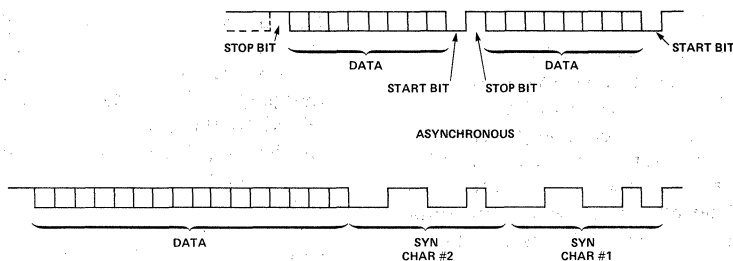 STOP BIT
DATA
START BIT
STOP BIT
DATA
START BIT
ASYNCHRONOUS
DATA
SYN
CHAR #2
SYN
CHAR #1